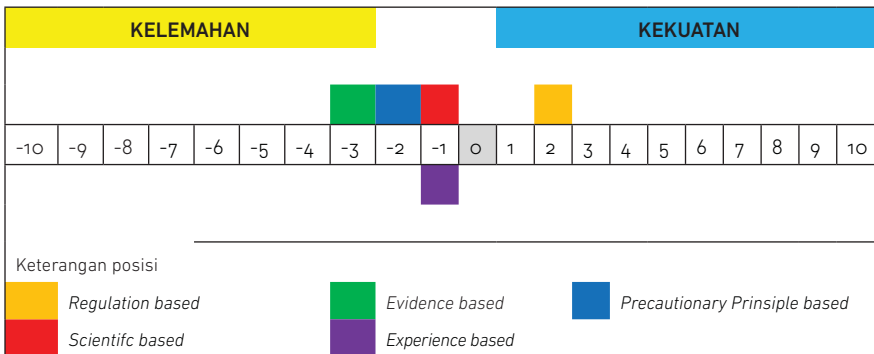 KELEMAHAN KEKUATAN
-10 -9 -8 -7 -6 -5 -4 -3 -2 -1 0 1 2 3 4 5 6 7 8 9 10
Keterangan posisi
Regulation based Evidence based Precautionary Prinsiple based
Scientifc based Experience based